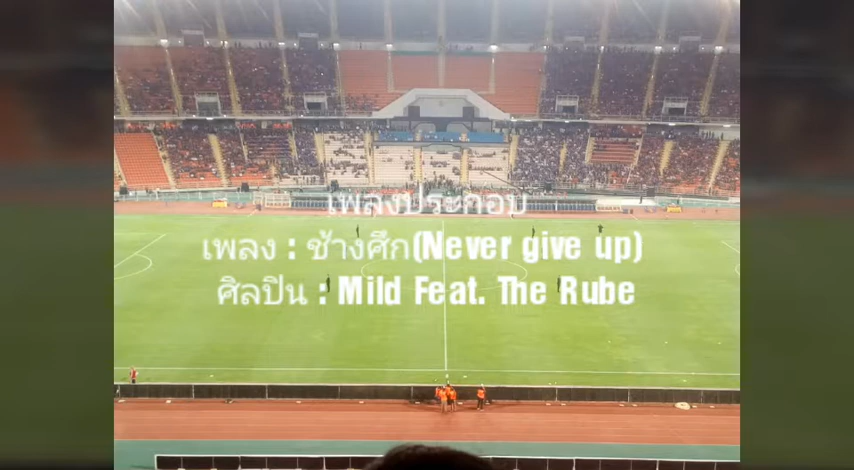 เพลงประกอบ
เพลง : ช้างศึก(Never give up)
ศิลปิน : Mild Feat. The Rube